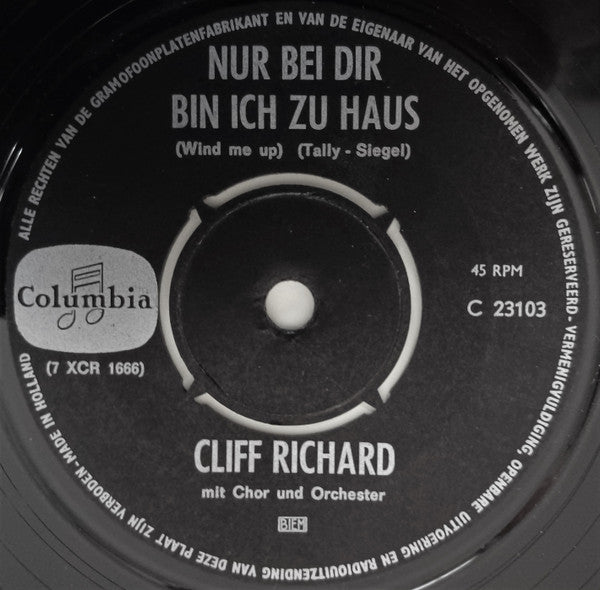 ALLE RECHTEN VAN DE GRAMOFOONPLATENFABRIKANT EN VAN DE EIGENAAR VAN HET OPGENOMEN WERK ZIJN GERESERVEERD - VERMENIGVULDIGING, OPENBARE UITVOERING EN RADIOUITZENDING VAN DEZE PLAAT ZIJN VERBODEN - MADE IN HOLLAND
NUR BEI DIR
BIN ICH ZU HAUS
(Wind me up) (Tally - Siegel)
Columbia
(7 XCR 1666)
45 RPM
C 23103
CLIFF RICHARD
mit Chor und Orchester
BIEM